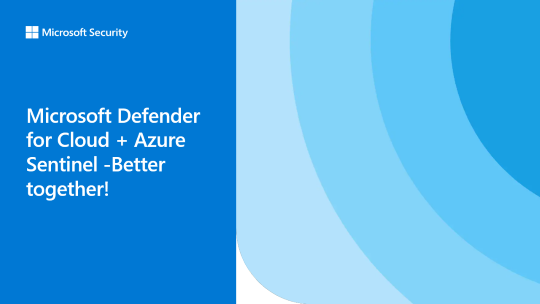 Microsoft Security
Microsoft Defender
for Cloud + Azure
Sentinel -Better
together!